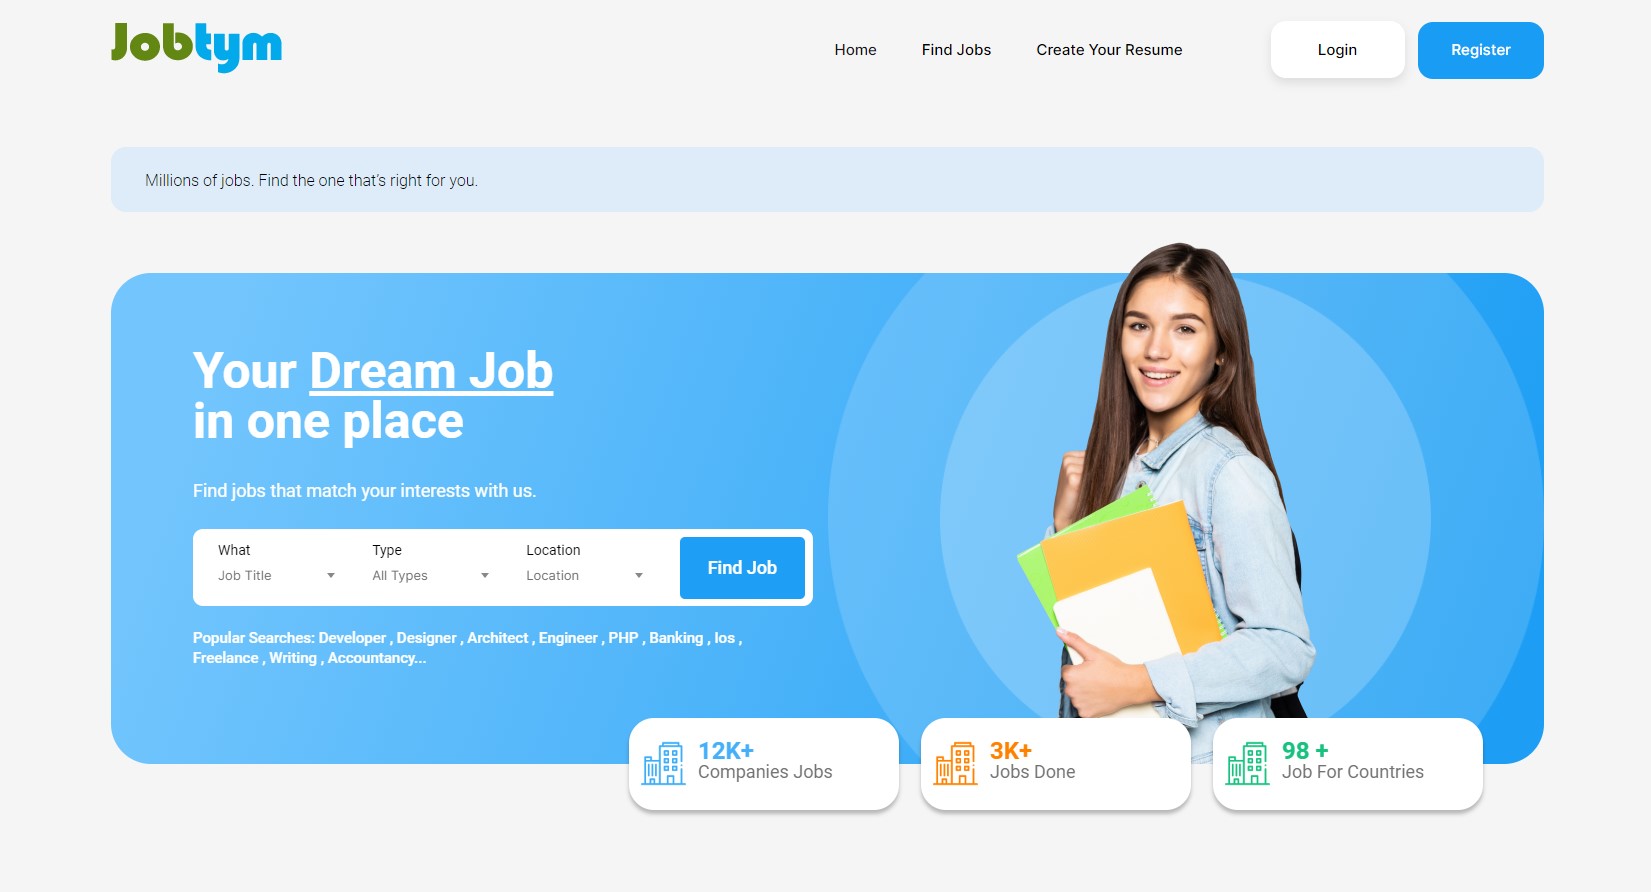 Jobtym
Home
Find Jobs
Create Your Resume
Login
Register
Millions of jobs. Find the one that's right for you.
Your Dream Job
in one place
Find jobs that match your interests with us.
What
Job Title
Type
All Types
Location
Location
Find Job
Popular Searches: Developer , Designer , Architect , Engineer , PHP , Banking , Ios ,
Freelance , Writing , Accountancy...
12K+
Companies Jobs
3K+
Jobs Done
98 +
Job For Countries